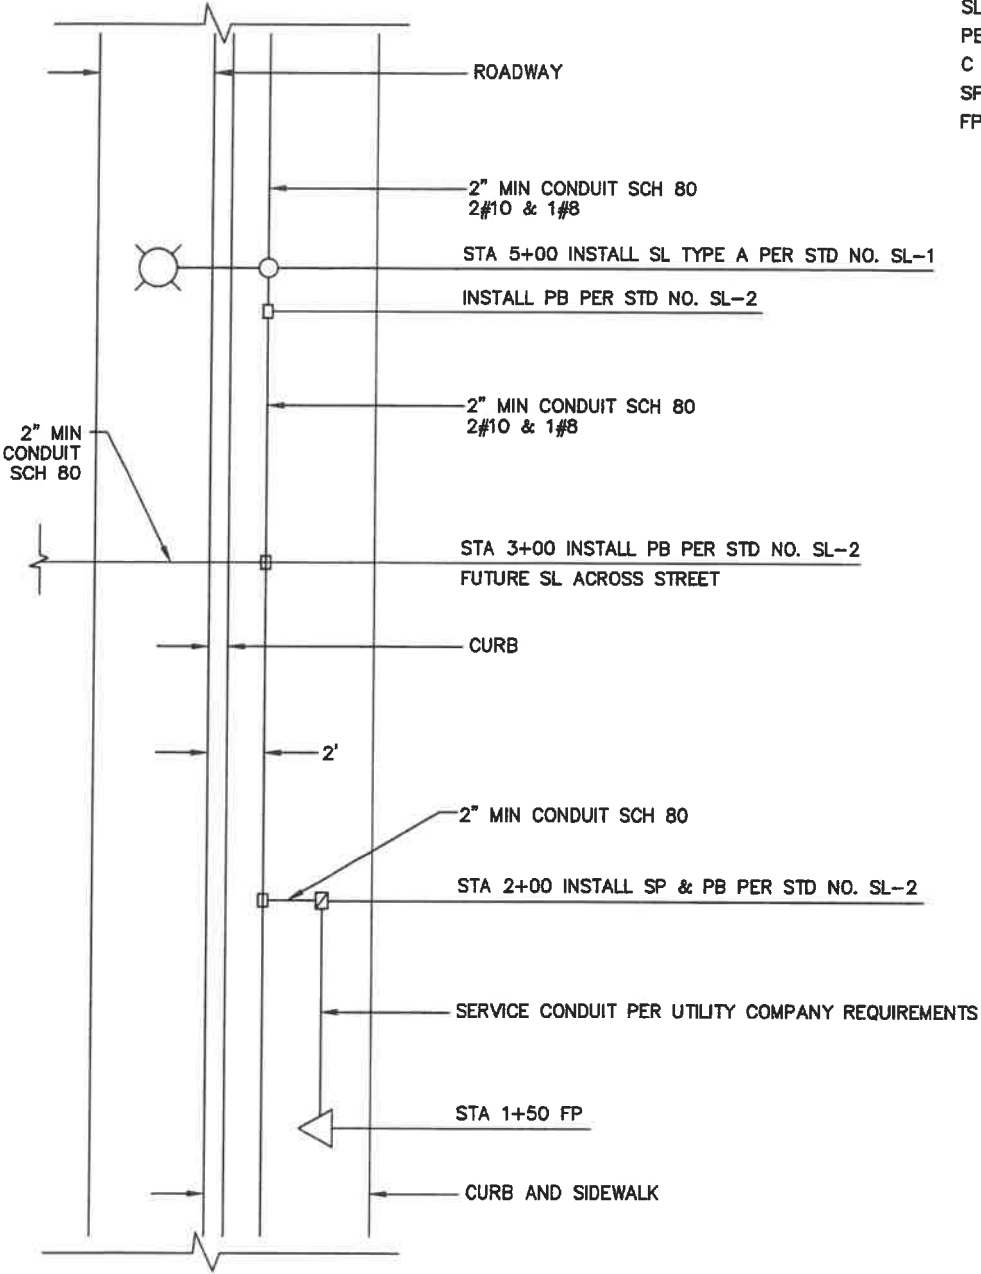 SL
C
ROADWAY
2" MIN CONDUIT SCH 80
2#10 & 1#8
STA 5+00 INSTALL SL TYPE A PER STD NO. SL-1
INSTALL PB PER STD NO. SL-2
2" MIN CONDUIT SCH 80
2#10 & 1#8
2" MIN
CONDUIT
SCH 80
STA 3+00 INSTALL PB PER STD NO. SL-2
FUTURE SL ACROSS STREET
CURB
2'
2" MIN CONDUIT SCH 80
STA 2+00 INSTALL SP & PB PER STD NO. SL-2
SERVICE CONDUIT PER UTILITY COMPANY REQUIREMENTS
STA 1+50 FP
CURB AND SIDEWALK